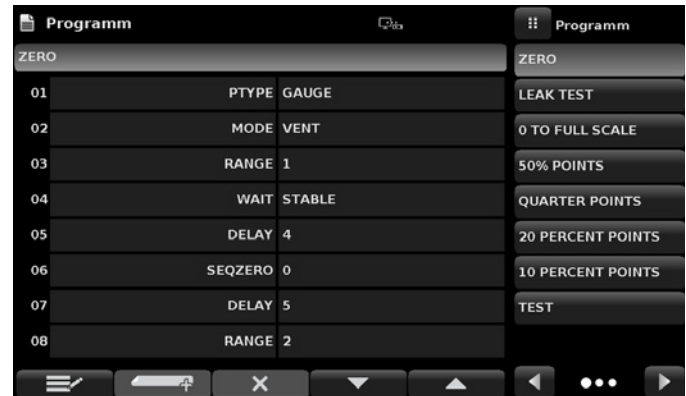 Programm
ZERO
01 PTYPE GAUGE
02 MODE VENT
03 RANGE 1
04 WAIT STABLE
05 DELAY 4
06 SEQZERO 0
07 DELAY 5
08 RANGE 2
Programm
ZERO
LEAK TEST
0 TO FULL SCALE
50% POINTS
QUARTER POINTS
20 PERCENT POINTS
10 PERCENT POINTS
TEST